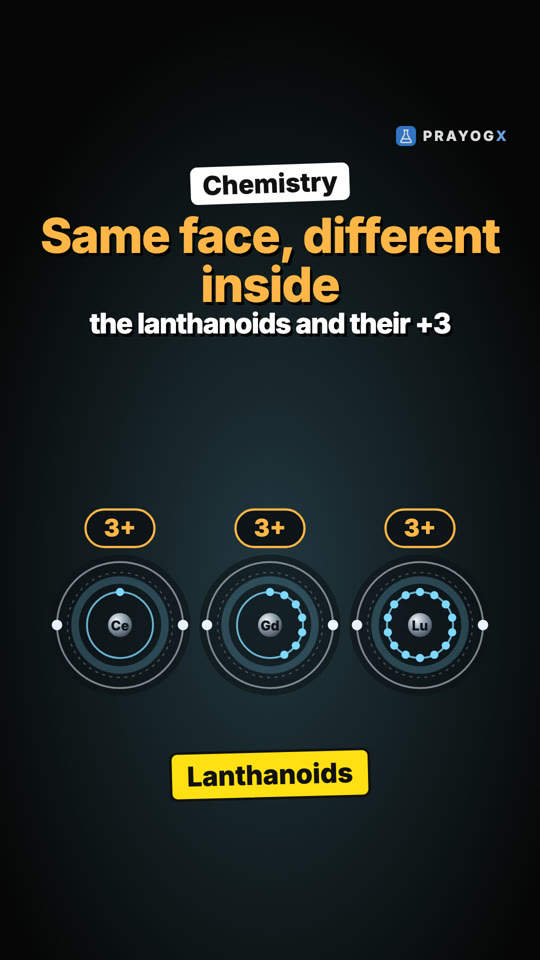 PRAYOGX
Chemistry
Same face, different
inside
the lanthanoids and their +3
3+ 3+ 3+
Ce Gd Lu
Lanthanoids